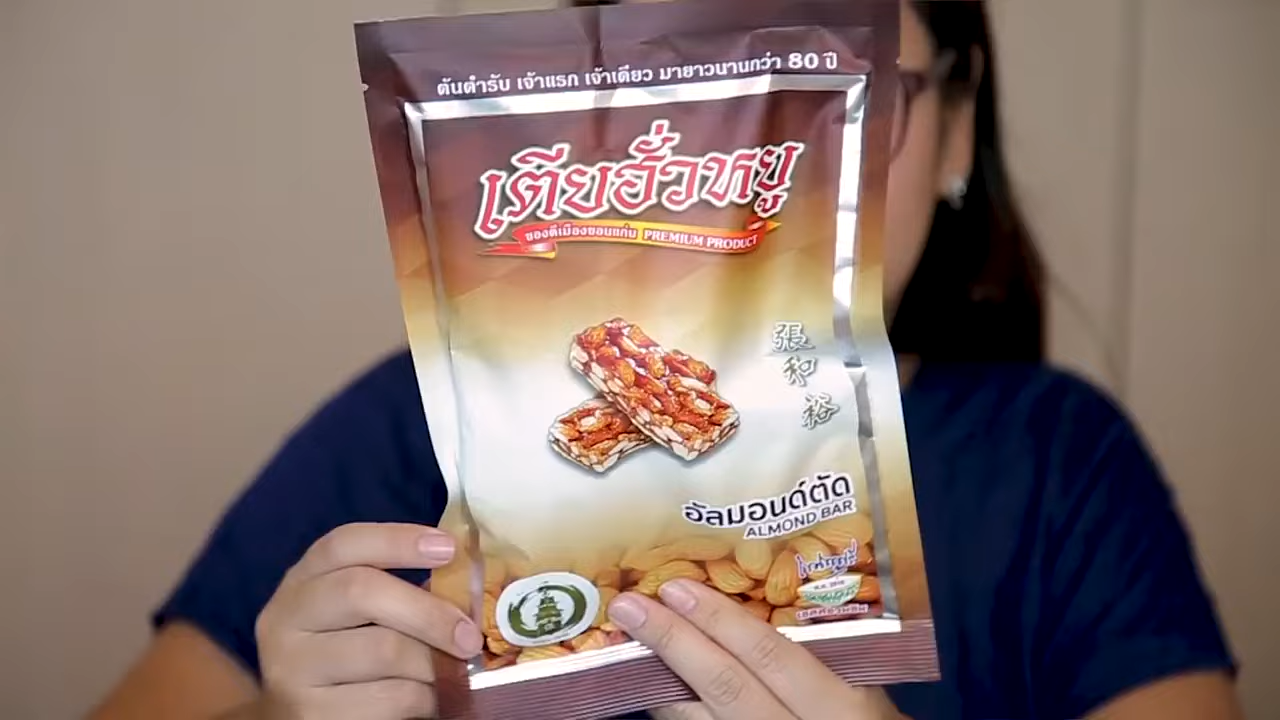 ต้นตำรับ เจ้าแรก เจ้าเดียว มายาวนานกว่า 80 ปี
เตียฮั่วหยู
ของดีเมืองขอนแก่น PREMIUM PRODUCT
張
和
裕
อัลมอนด์ตัด
ALMOND BAR